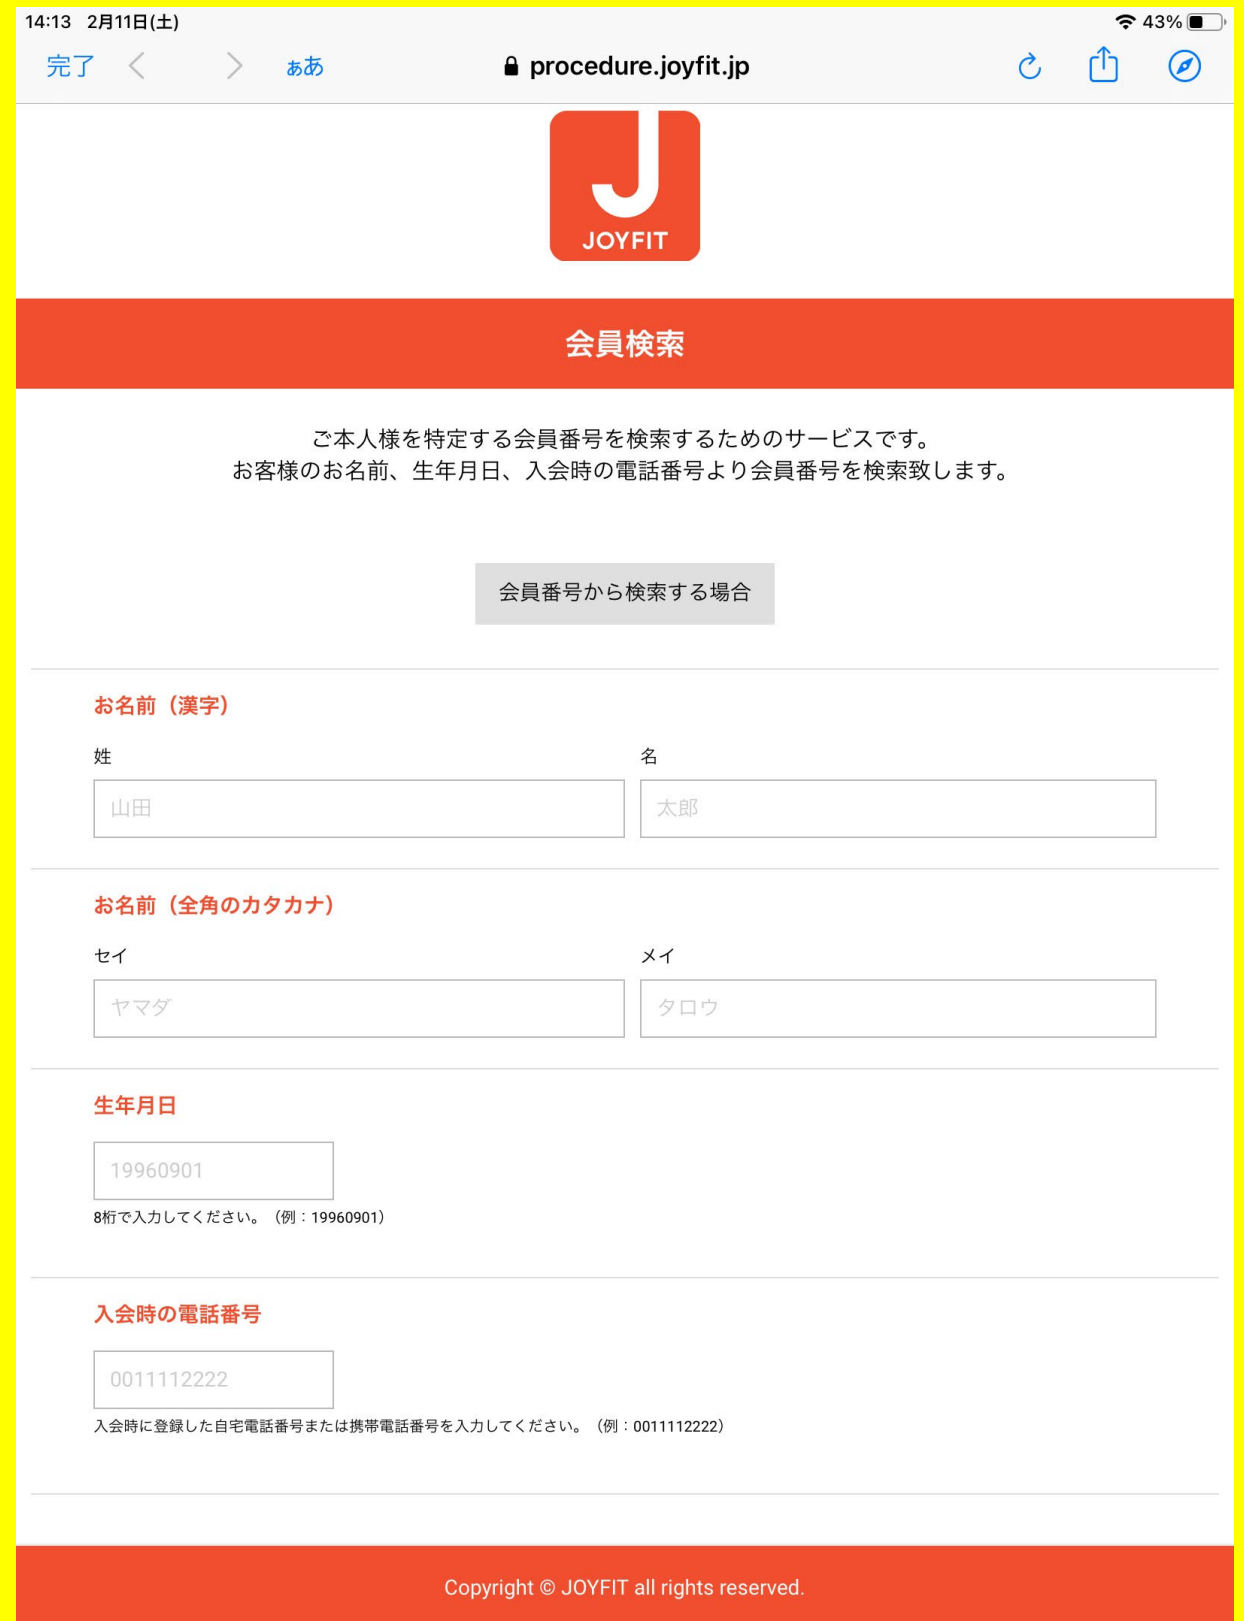 14:13 2月11日(土) 43%
完了 ぁあ procedure.joyfit.jp
J
JOYFIT
会員検索
ご本人様を特定する会員番号を検索するためのサービスです。
お客様のお名前、生年月日、入会時の電話番号より会員番号を検索致します。
会員番号から検索する場合
お名前（漢字）
姓 名
山田 太郎
お名前（全角のカタカナ）
セイ メイ
ヤマダ タロウ
生年月日
19960901
8桁で入力してください。（例：19960901）
入会時の電話番号
0011112222
入会時に登録した自宅電話番号または携帯電話番号を入力してください。（例：0011112222）
Copyright © JOYFIT all rights reserved.